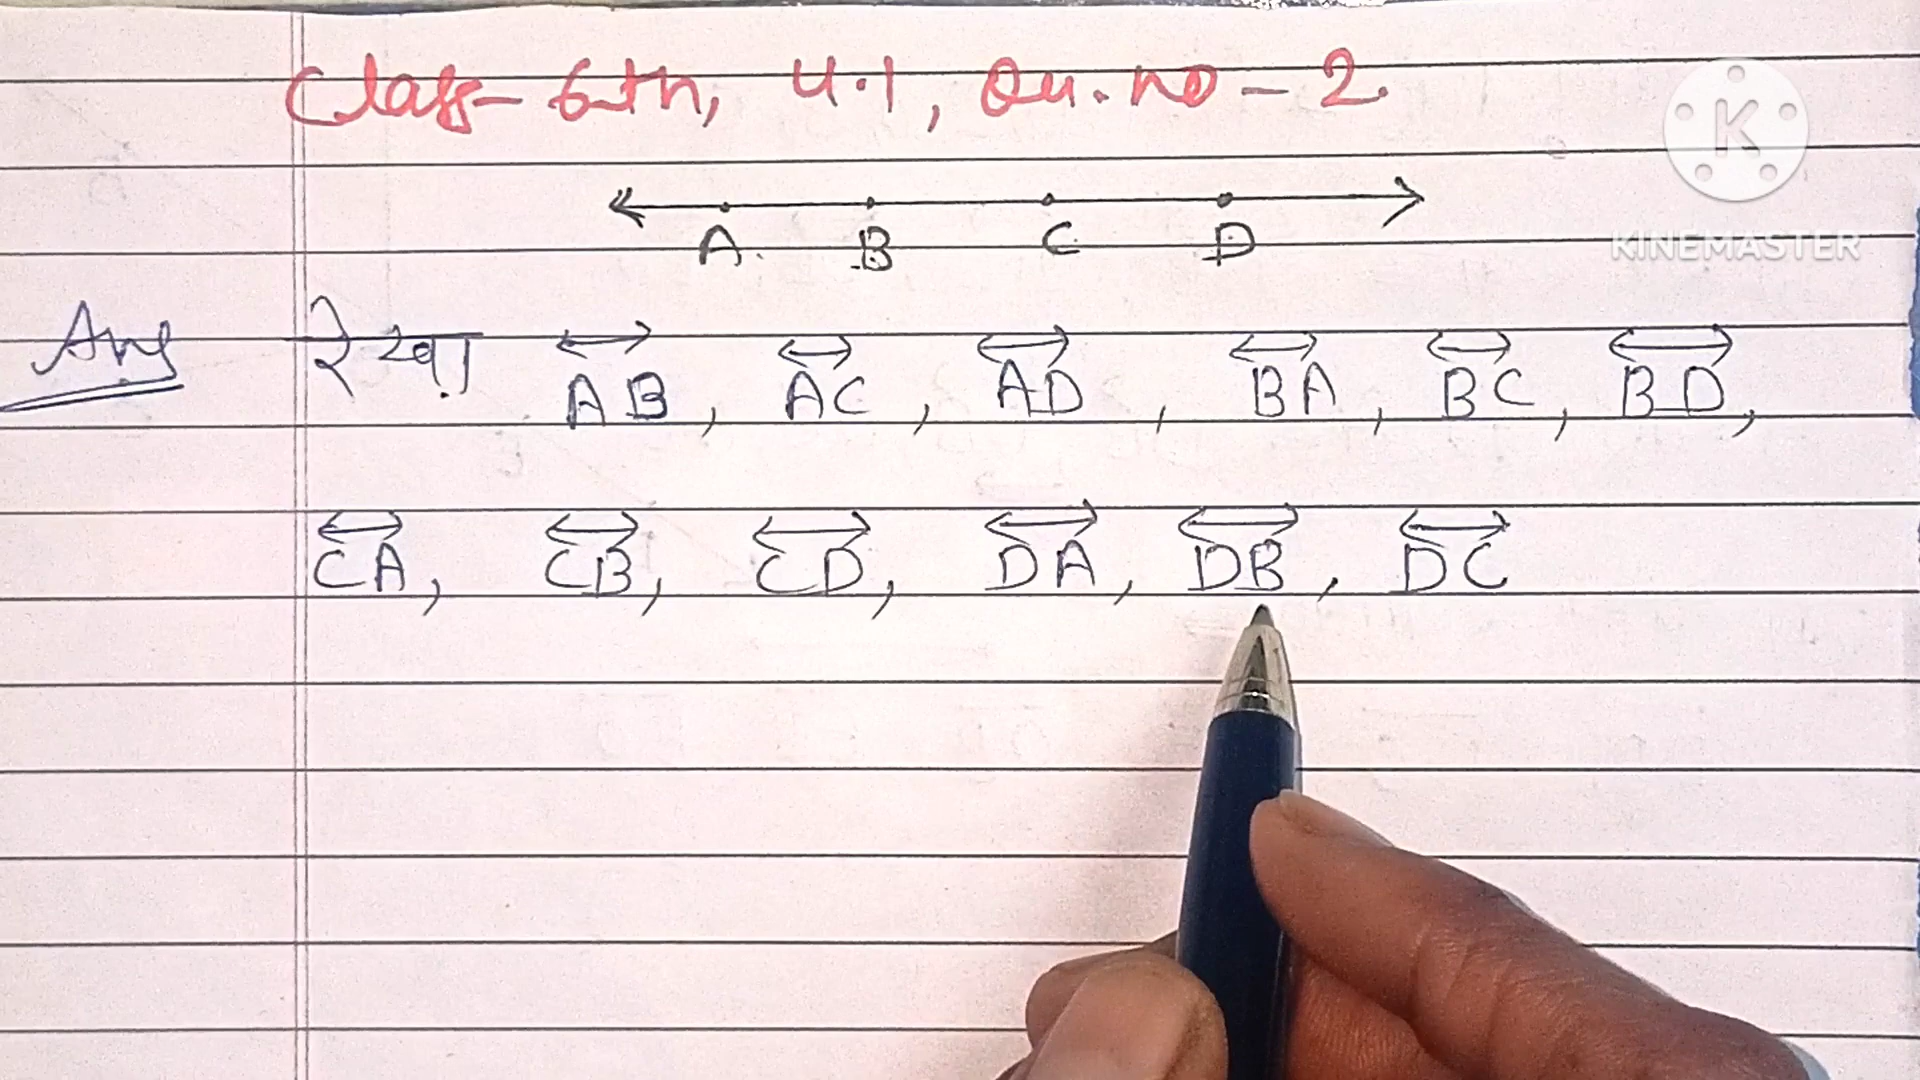 Class-6th, 4.1, Qu.no-2.
K
KINEMASTER
A. B C D
Ans रेखा AB, AC, AD, BA, BC, BD,
CA, CB, CD, DA, DB, DC